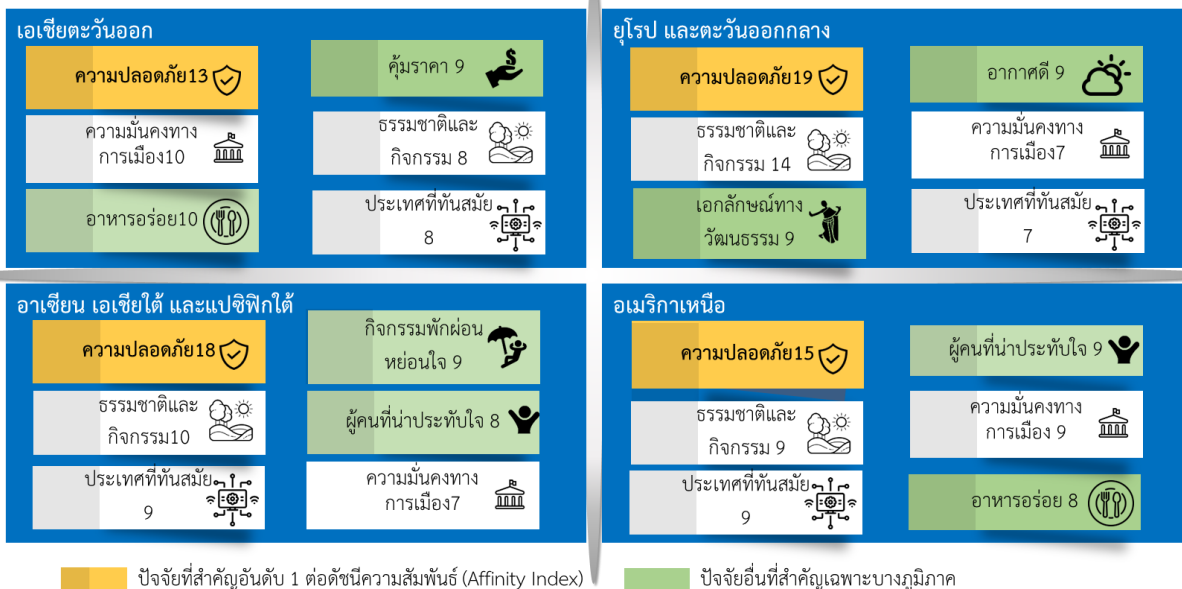 เอเชียตะวันออก
ความปลอดภัย13
ความมั่นคงทาง
การเมือง10
อาหารอร่อย10
คุ้มราคา 9
$
ธรรมชาติและ
กิจกรรม 8
ประเทศที่ทันสมัย
8
ยุโรป และตะวันออกกลาง
ความปลอดภัย19
ธรรมชาติและ
กิจกรรม 14
เอกลักษณ์ทาง
วัฒนธรรม 9
อากาศดี 9
ความมั่นคงทาง
การเมือง7
ประเทศที่ทันสมัย
7
อาเซียน เอเชียใต้ และแปซิฟิกใต้
ความปลอดภัย18
ธรรมชาติและ
กิจกรรม10
ประเทศที่ทันสมัย
9
กิจกรรมพักผ่อน
หย่อนใจ 9
ผู้คนที่น่าประทับใจ 8
ความมั่นคงทาง
การเมือง7
อเมริกาเหนือ
ความปลอดภัย15
ธรรมชาติและ
กิจกรรม 9
ประเทศที่ทันสมัย
9
ผู้คนที่น่าประทับใจ 9
ความมั่นคงทาง
การเมือง 9
อาหารอร่อย 8
ปัจจัยที่สำคัญอันดับ 1 ต่อดัชนีความสัมพันธ์ (Affinity Index)
ปัจจัยอื่นที่สำคัญเฉพาะบางภูมิภาค